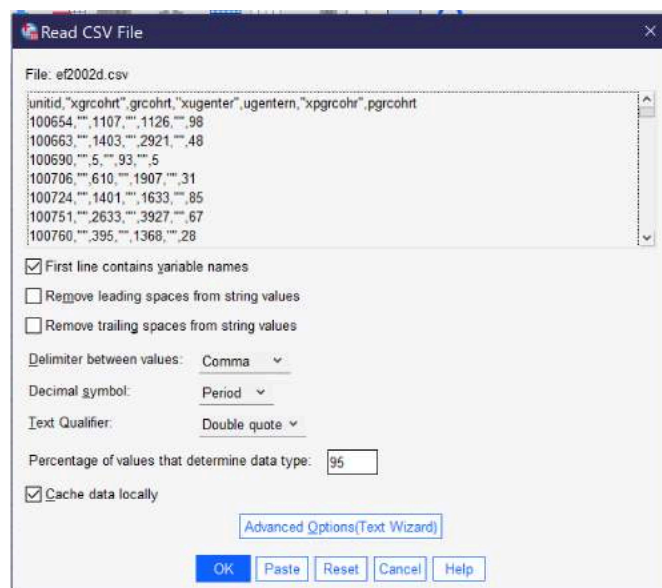 Read CSV File
File: ef2002d.csv
unitid,"xgrcohrt",grcohrt,"xugenter",ugentern,"xpgrcohr",pgrcohrt
100654,"",1107,"",1126,"",98
100663,"",1403,"",2921,"",48
100690,"",5,"",93,"",5
100706,"",610,"",1907,"",31
100724,"",1401,"",1633,"",85
100751,"",2633,"",3927,"",67
100760,"",395,"",1368,"",28
First line contains variable names
Remove leading spaces from string values
Remove trailing spaces from string values
Delimiter between values: Comma
Decimal symbol: Period
Text Qualifier: Double quote
Percentage of values that determine data type: 95
Cache data locally
Advanced Options(Text Wizard)
OK Paste Reset Cancel Help